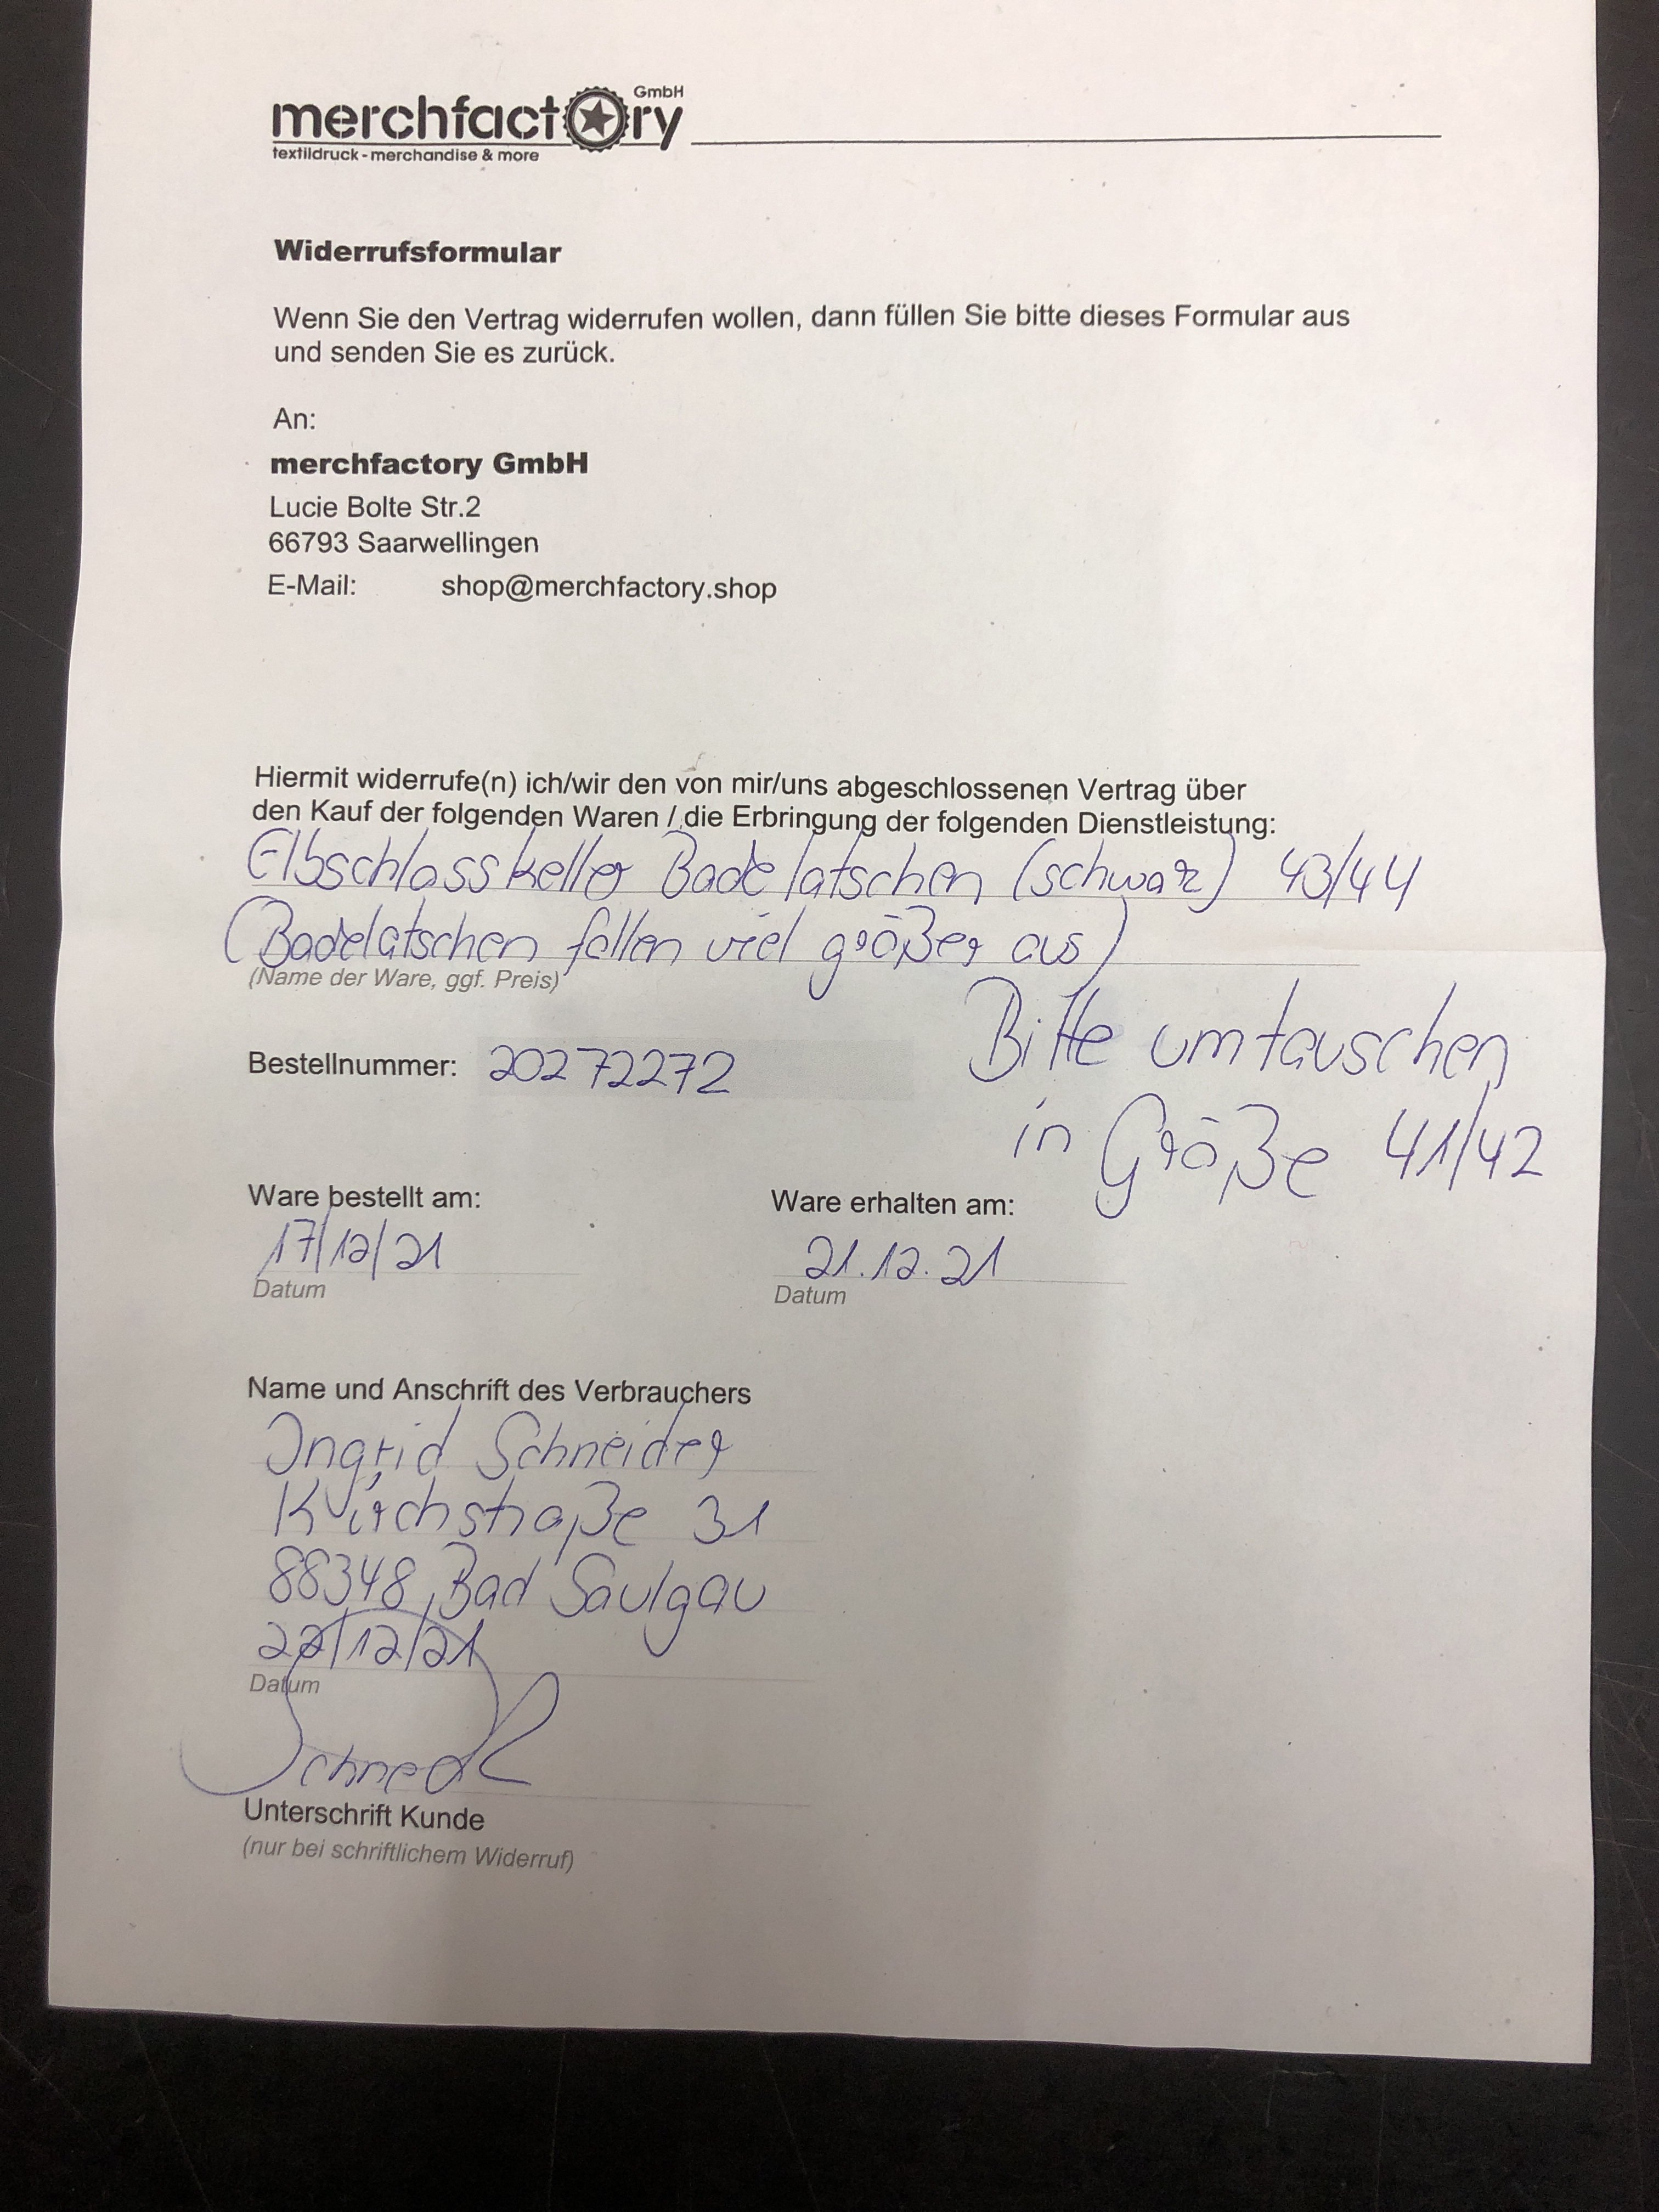 merchfactory GmbH
textildruck - merchandise & more
Widerrufsformular
Wenn Sie den Vertrag widerrufen wollen, dann füllen Sie bitte dieses Formular aus
und senden Sie es zurück.
An:
merchfactory GmbH
Lucie Bolte Str.2
66793 Saarwellingen
E-Mail: shop@merchfactory.shop
Hiermit widerrufe(n) ich/wir den von mir/uns abgeschlossenen Vertrag über
den Kauf der folgenden Waren / die Erbringung der folgenden Dienstleistung:
Elbschlosskeller Badelatschen (schwarz) 43/44
(Badelatschen fallen viel größer aus)
(Name der Ware, ggf. Preis)
Bitte umtauschen
Bestellnummer: 20272272
in Größe 41/42
Ware bestellt am: Ware erhalten am:
17/12/21 21.12.21
Datum Datum
Name und Anschrift des Verbrauchers
Ingrid Schneider
Kirchstraße 31
88348 Bad Saulgau
22/12/21
Datum
Unterschrift Kunde
(nur bei schriftlichem Widerruf)